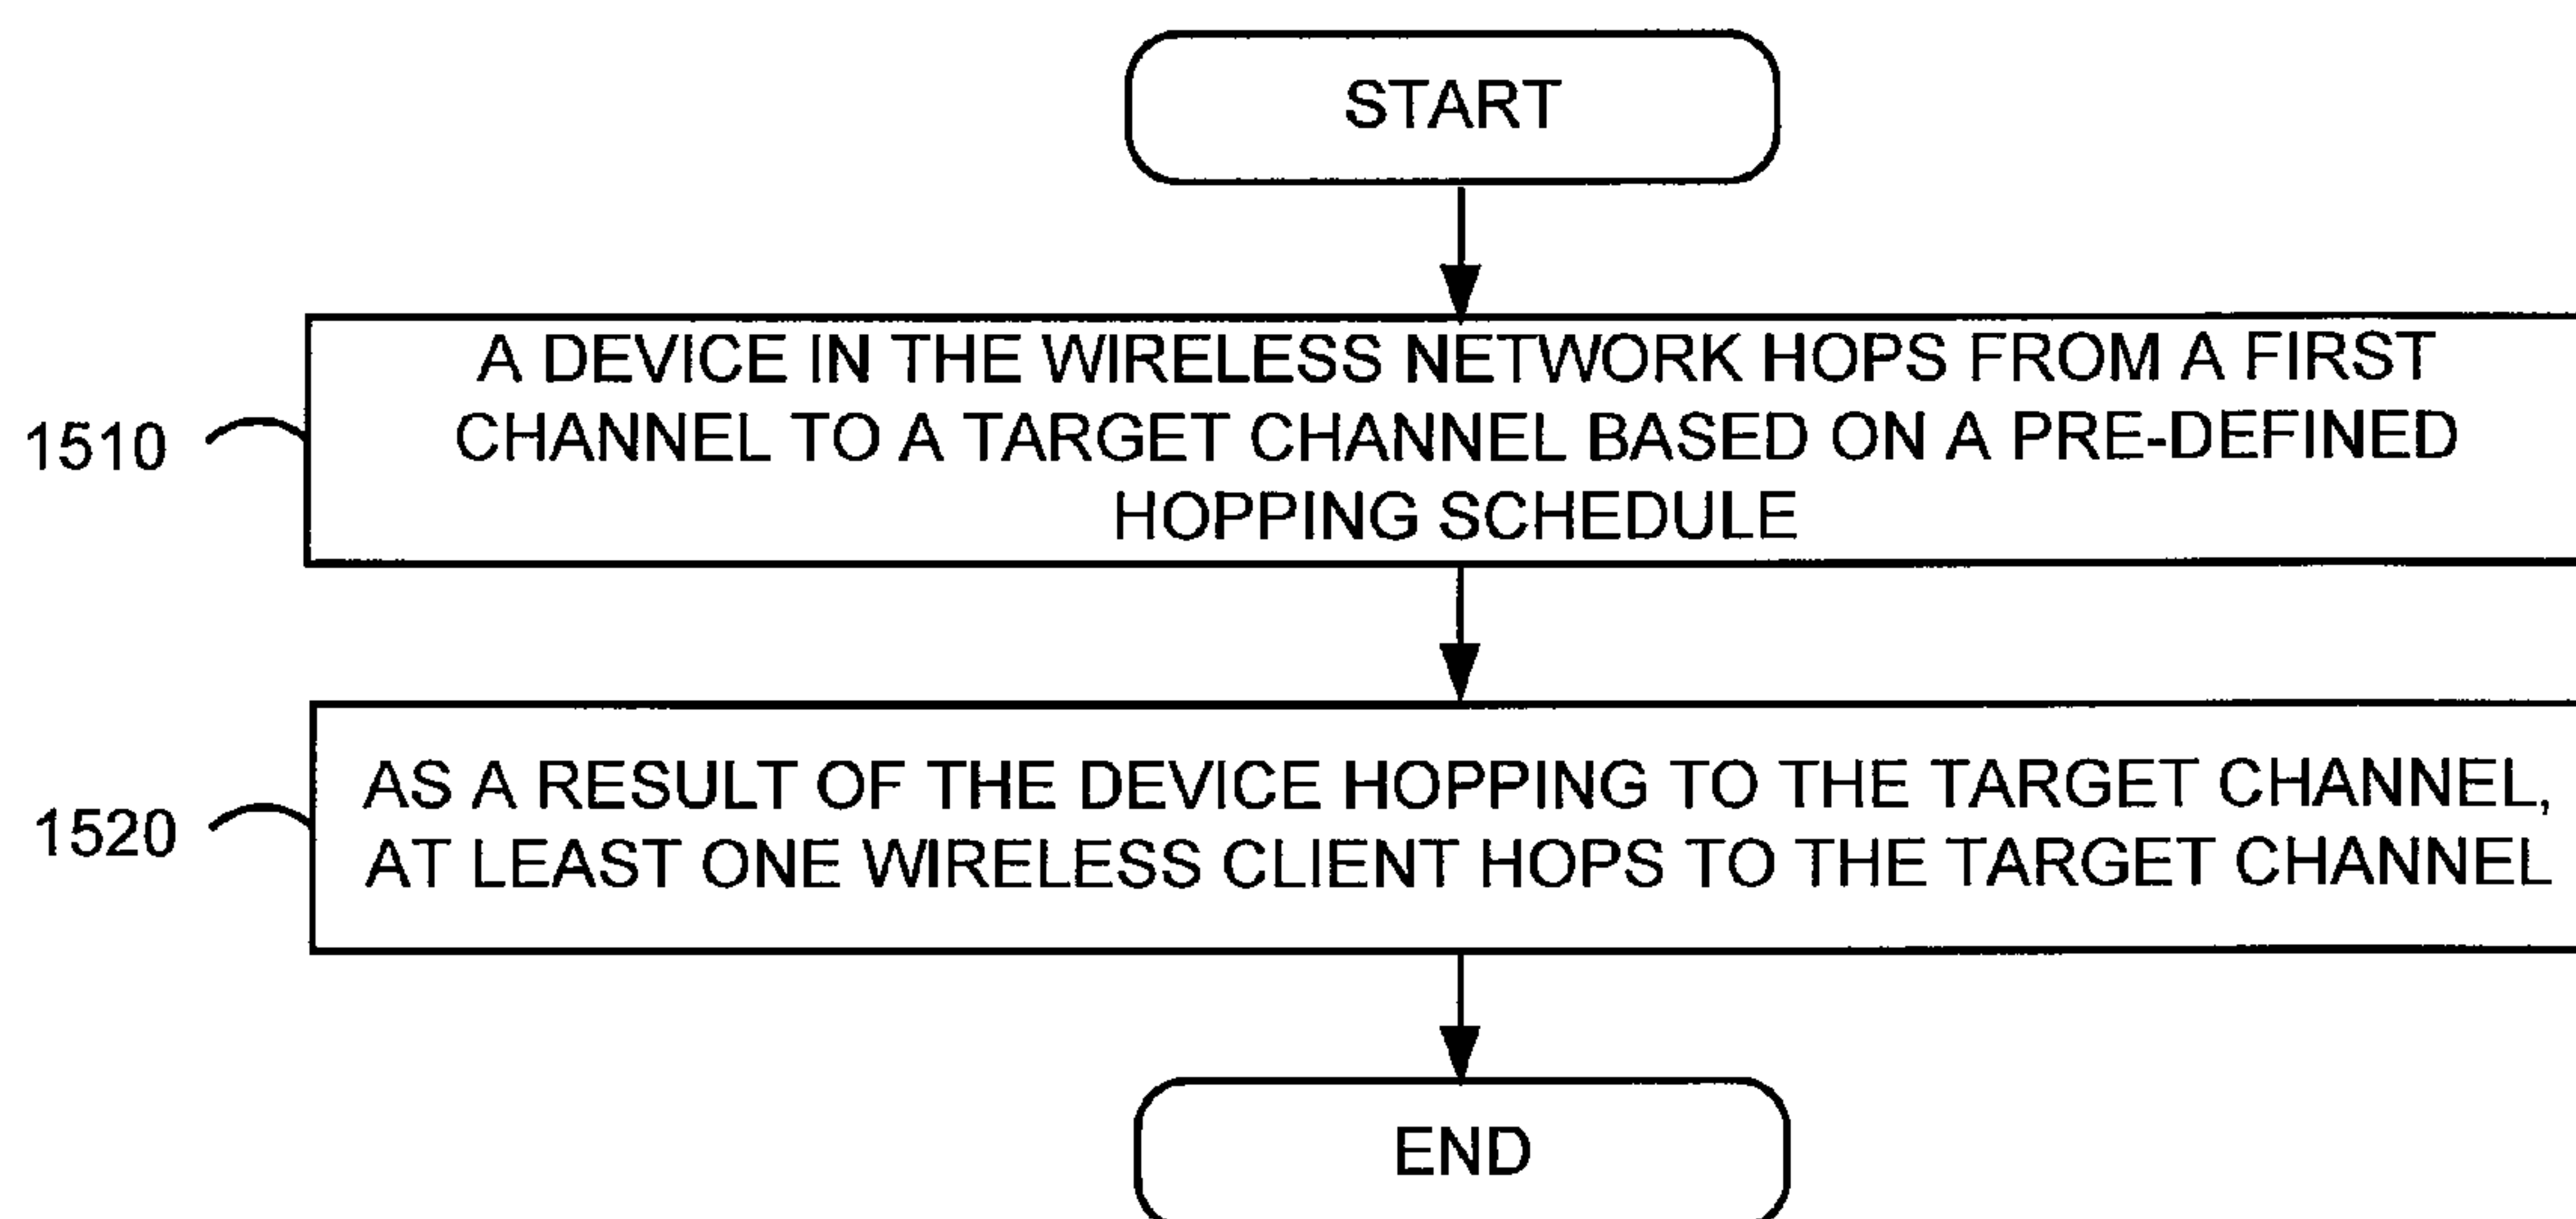 START
1510
A DEVICE IN THE WIRELESS NETWORK HOPS FROM A FIRST
CHANNEL TO A TARGET CHANNEL BASED ON A PRE-DEFINED
HOPPING SCHEDULE
1520
AS A RESULT OF THE DEVICE HOPPING TO THE TARGET CHANNEL,
AT LEAST ONE WIRELESS CLIENT HOPS TO THE TARGET CHANNEL
END